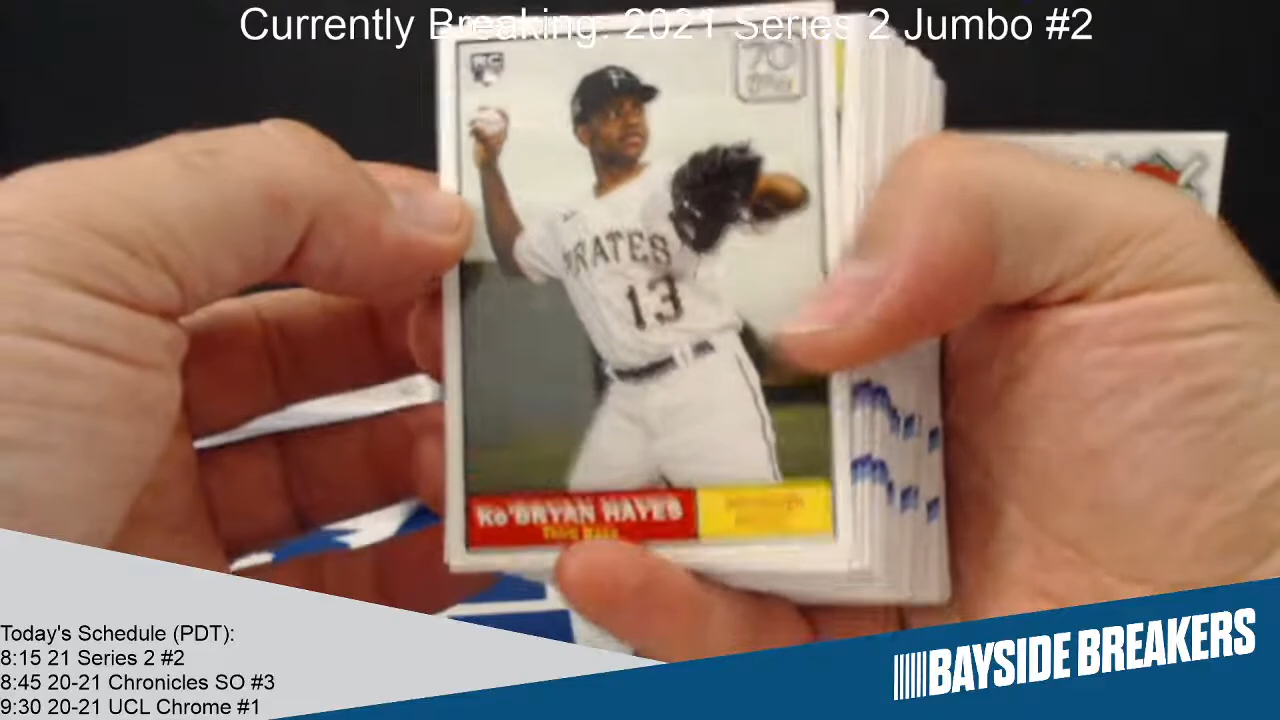 Currently Breaking: 2021 Series 2 Jumbo #2
RC
70
Topps
PIRATES
13
Ke'BRYAN HAYES
Third Base
Today's Schedule (PDT):
8:15 21 Series 2 #2
8:45 20-21 Chronicles SO #3
9:30 20-21 UCL Chrome #1
BAYSIDE BREAKERS